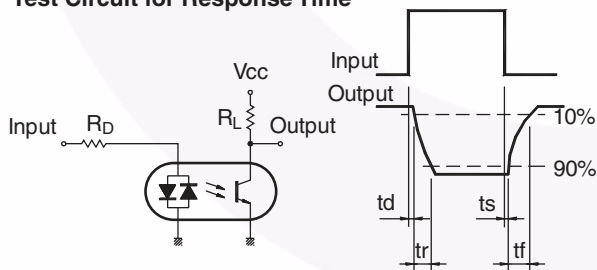 Test Circuit for Response Time
Input
Output
Vcc
RL
Input
RD
Output
10%
90%
td
ts
tr
tf